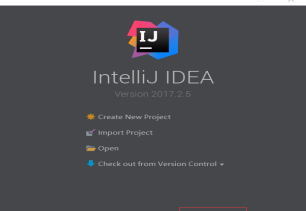 IJ
IntelliJ IDEA
Version 2017.2.5
Create New Project
Import Project
Open
Check out from Version Control